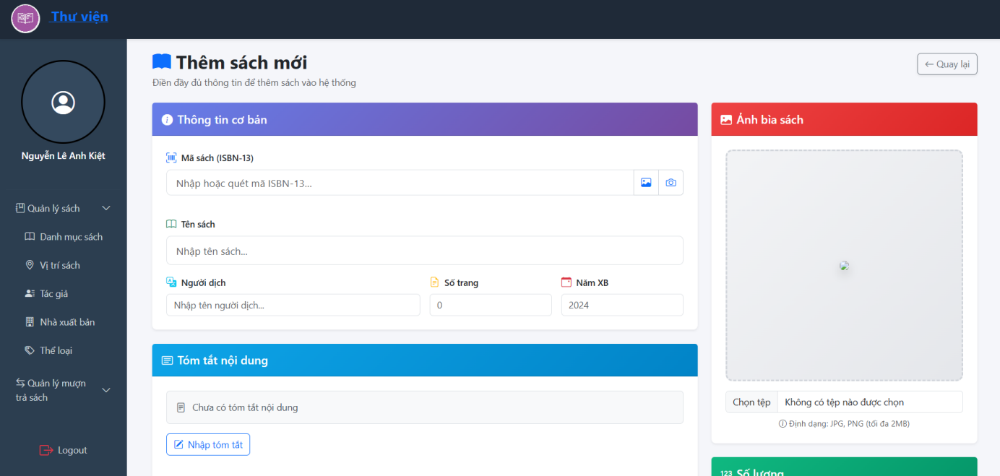 Thư viện
Nguyễn Lê Anh Kiệt
Quản lý sách
Danh mục sách
Vị trí sách
Tác giả
Nhà xuất bản
Thể loại
Quản lý mượn
trả sách
Logout
Thêm sách mới
Điền đầy đủ thông tin để thêm sách vào hệ thống
← Quay lại
Thông tin cơ bản
Mã sách (ISBN-13)
Nhập hoặc quét mã ISBN-13...
Tên sách
Nhập tên sách...
Người dịch
Số trang
Năm XB
Nhập tên người dịch...
0
2024
Tóm tắt nội dung
Chưa có tóm tắt nội dung
Nhập tóm tắt
Ảnh bìa sách
Chọn tệp
Không có tệp nào được chọn
Định dạng: JPG, PNG (tối đa 2MB)
123 Số lượng